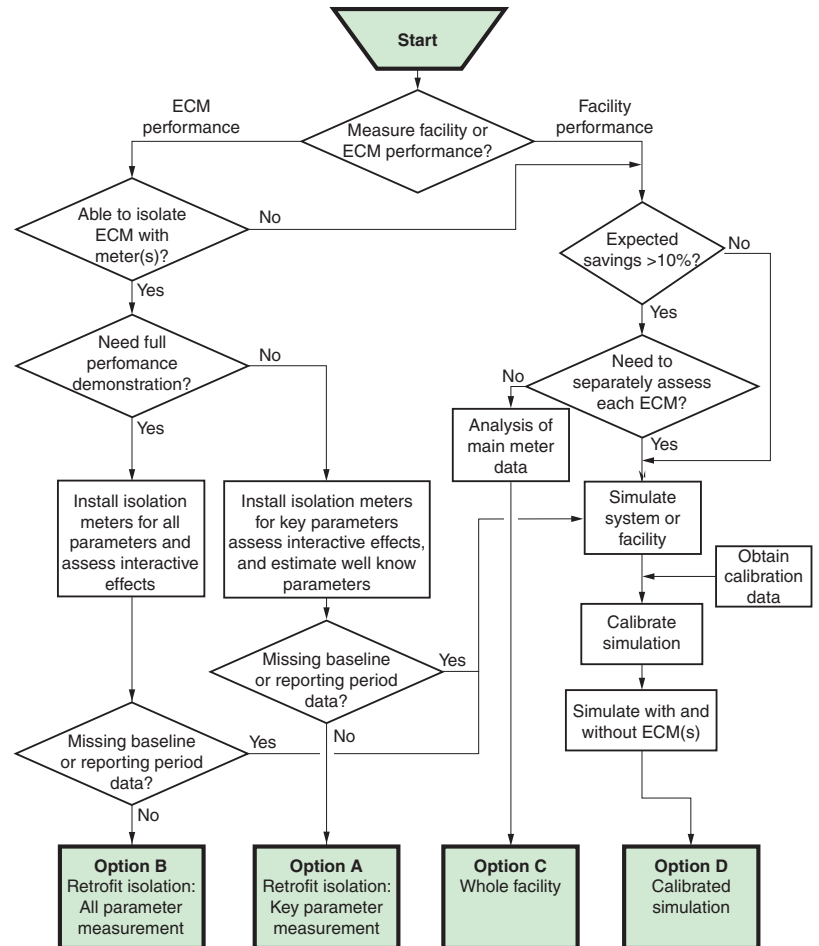 Start
ECM
performance
Measure facility or
ECM performance?
Facility
performance
Able to isolate
ECM with
meter(s)?
No
Yes
Expected
savings >10%?
No
Yes
Need full
perfomance
demonstration?
No
Yes
Need to
separately assess
each ECM?
No
Yes
Analysis of
main meter
data
Install isolation
meters for all
parameters and
assess interactive
effects
Install isolation meters
for key parameters
assess interactive effects,
and estimate well know
parameters
Simulate
system or
facility
Obtain
calibration
data
Calibrate
simulation
Missing baseline
or reporting period
data?
Yes
No
Simulate with and
without ECM(s)
Missing baseline
or reporting period
data?
Yes
No
Option B
Retrofit isolation:
All parameter
measurement
Option A
Retrofit isolation:
Key parameter
measurement
Option C
Whole facility
Option D
Calibrated
simulation